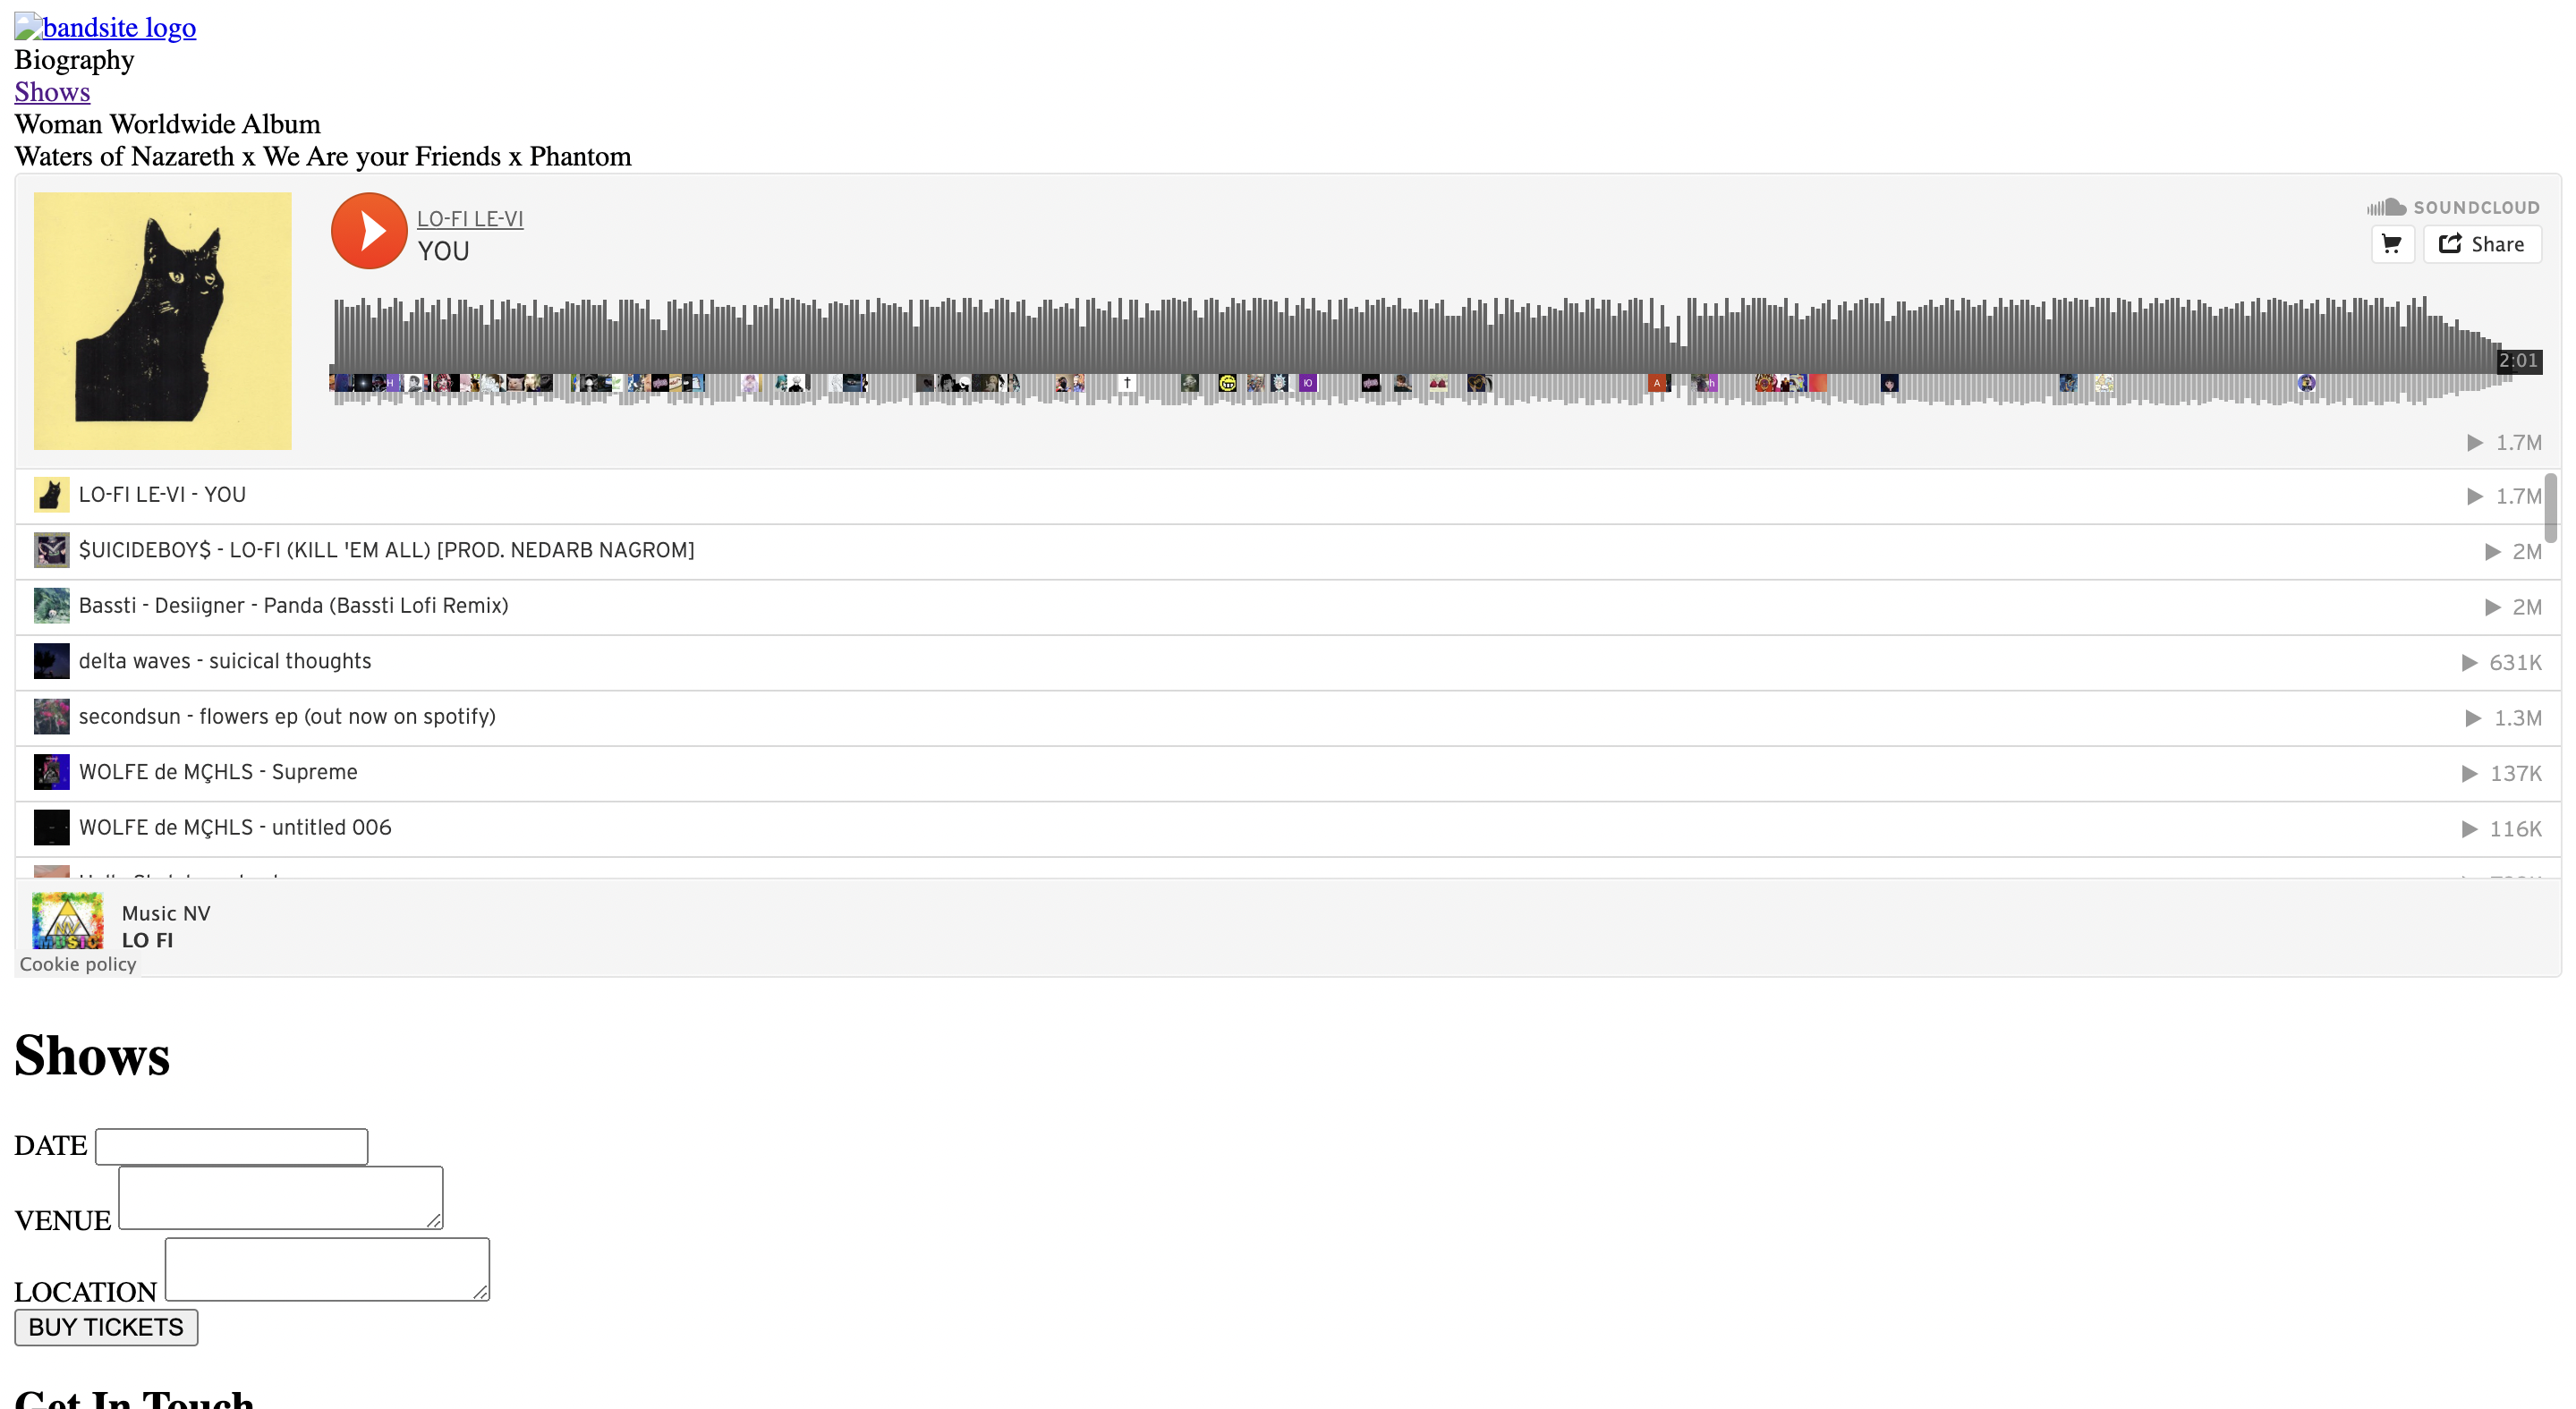 bandsite logo
Biography
Shows
Woman Worldwide Album
Waters of Nazareth x We Are your Friends x Phantom
LO-FI LE-VI
YOU
SOUNDCLOUD
Share
2:01
1.7M
LO-FI LE-VI - YOU 1.7M
$UICIDEBOY$ - LO-FI (KILL 'EM ALL) [PROD. NEDARB NAGROM] 2M
Bassti - Desiigner - Panda (Bassti Lofi Remix) 2M
delta waves - suicical thoughts 631K
secondsun - flowers ep (out now on spotify) 1.3M
WOLFE de MÇHLS - Supreme 137K
WOLFE de MÇHLS - untitled 006 116K
Music NV
LO FI
Cookie policy
Shows
DATE
VENUE
LOCATION
BUY TICKETS
Get In Touch